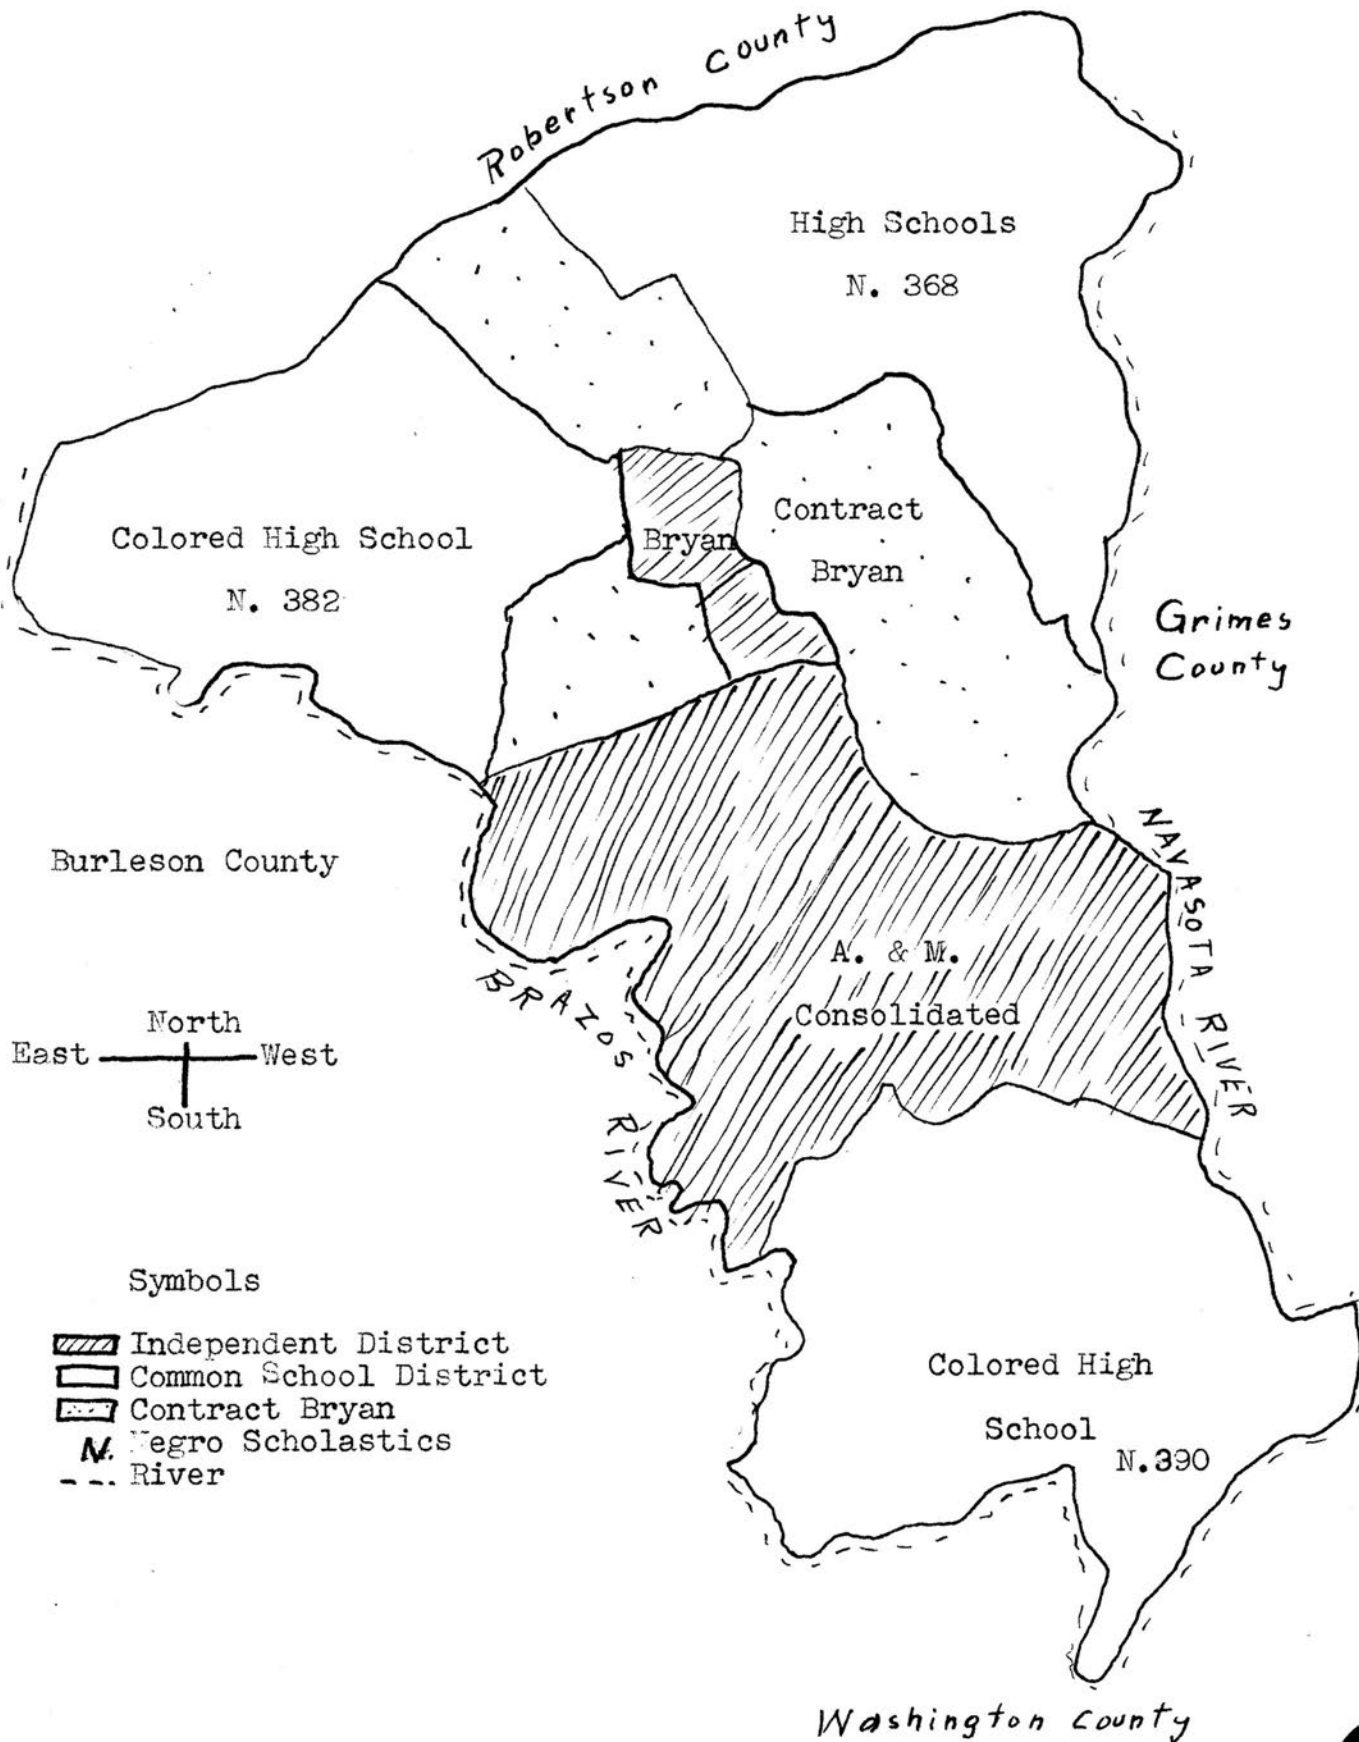 Robertson County
High Schools
N. 368
Contract
Bryan
Bryan
Colored High School
N. 382
Grimes
County
Burleson County
NAVASOTA RIVER
A. & M.
Consolidated
BRAZOS RIVER
North
East West
South
Symbols
Independent District
Common School District
Contract Bryan
N. Negro Scholastics
River
Colored High
School
N.390
Washington County